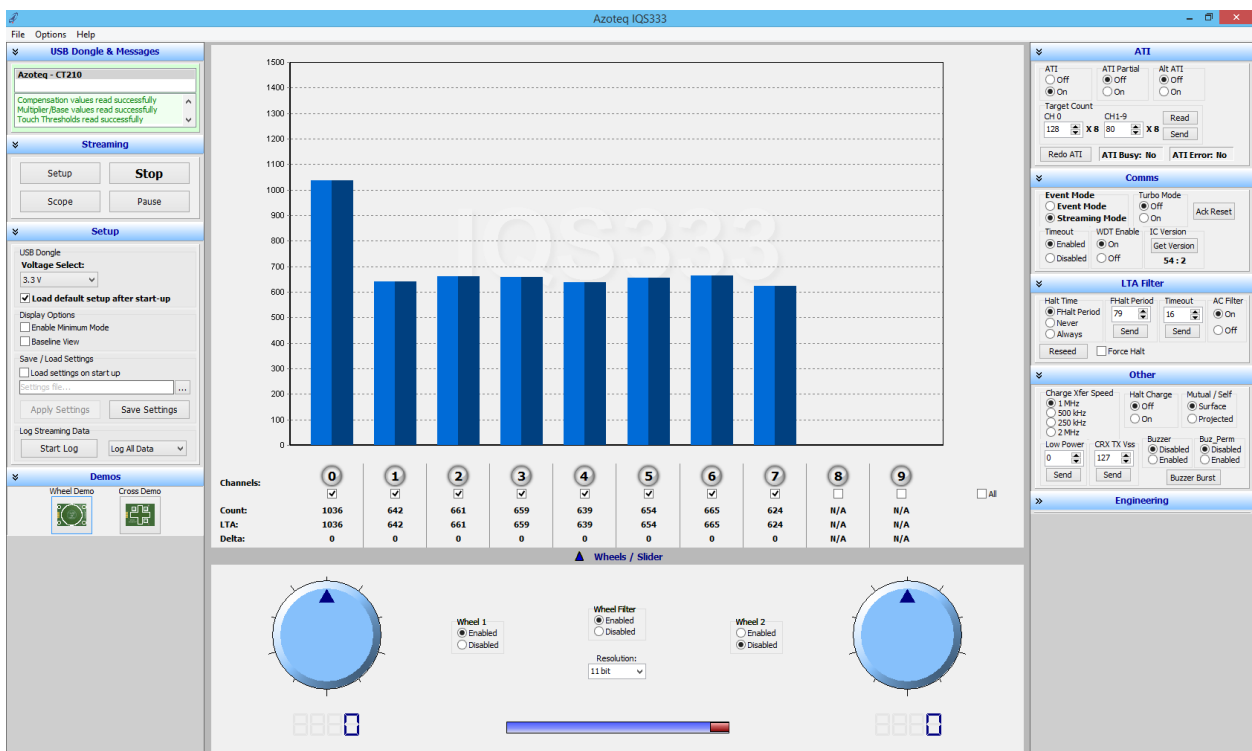 Azoteq IQS333
File Options Help
USB Dongle & Messages
Azoteq - CT210
Compensation values read successfully
Multiplier/Base values read successfully
Touch Thresholds read successfully
Streaming
Setup Stop
Scope Pause
Setup
USB Dongle
Voltage Select:
3.3 V
Load default setup after start-up
Display Options
Enable Minimum Mode
Baseline View
Save / Load Settings
Load settings on start up
Settings file... ...
Apply Settings Save Settings
Log Streaming Data
Start Log Log All Data
Demos
Wheel Demo Cross Demo
1500
1400
1300
1200
1100
1000
900
800
700
600
500
400
300
200
100
0
IQS333
Channels: 0 1 2 3 4 5 6 7 8 9
All
Count: 1036 642 661 659 639 654 665 624 N/A N/A
LTA: 1036 642 661 659 639 654 665 624 N/A N/A
Delta: 0 0 0 0 0 0 0 0 N/A N/A
Wheels / Slider
Wheel 1
Enabled
Disabled
Wheel Filter
Enabled
Disabled
Resolution:
11 bit
Wheel 2
Enabled
Disabled
0
0
ATI
ATI ATI Partial Alt ATI
Off Off Off
On On On
Target Count
CH 0 CH1-9 Read
128 X 8 80 X 8 Send
Redo ATI ATI Busy: No ATI Error: No
Comms
Event Mode Turbo Mode
Event Mode Off Ack Reset
Streaming Mode On
Timeout WDT Enable IC Version
Enabled On Get Version
Disabled Off 54 : 2
LTA Filter
Halt Time FHalt Period Timeout AC Filter
FHalt Period 79 16 On
Never Send Send Off
Always
Reseed Force Halt
Other
Charge Xfer Speed Halt Charge Mutual / Self
1 MHz Off Surface
500 kHz On Projected
250 kHz
2 MHz
Low Power CRX TX Vss Buzzer Buz_Perm
0 127 Disabled Disabled
Enabled Enabled
Send Send Buzzer Burst
Engineering